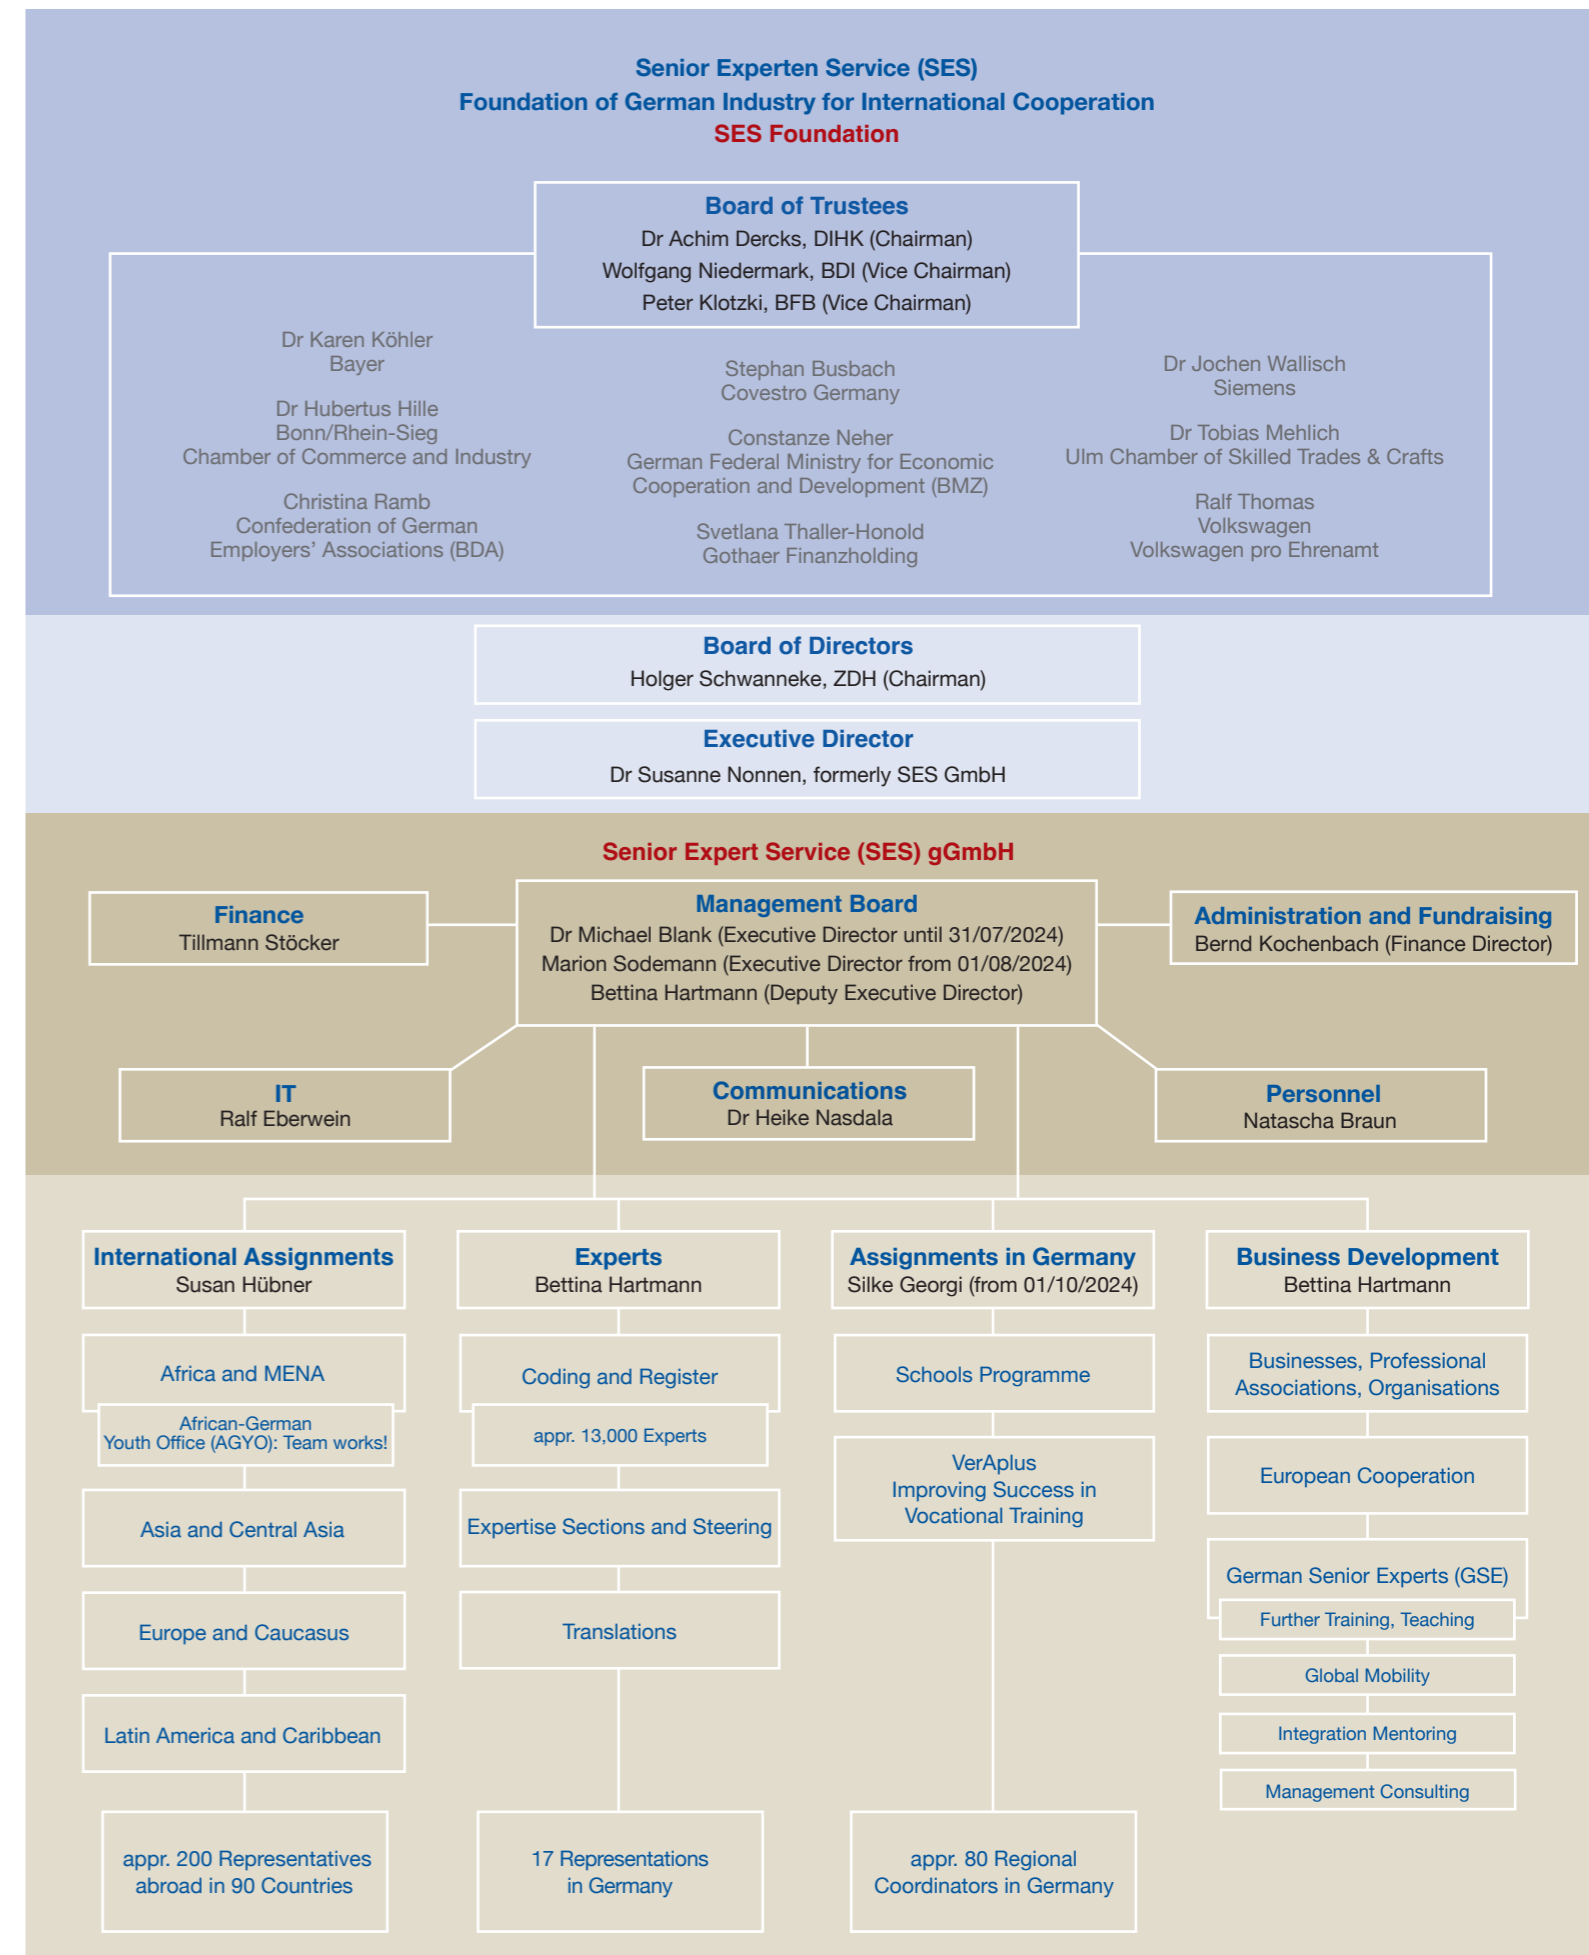 Senior Experten Service (SES)
Foundation of German Industry for International Cooperation
SES Foundation
Board of Trustees
Dr Achim Dercks, DIHK (Chairman)
Wolfgang Niedermark, BDI (Vice Chairman)
Peter Klotzki, BFB (Vice Chairman)
Dr Karen Köhler
Bayer
Dr Hubertus Hille
Bonn/Rhein-Sieg
Chamber of Commerce and Industry
Christina Ramb
Confederation of German
Employers’ Associations (BDA)
Stephan Busbach
Covestro Germany
Constanze Neher
German Federal Ministry for Economic
Cooperation and Development (BMZ)
Svetlana Thaller-Honold
Gothaer Finanzholding
Dr Jochen Wallisch
Siemens
Dr Tobias Mehlich
Ulm Chamber of Skilled Trades & Crafts
Ralf Thomas
Volkswagen
Volkswagen pro Ehrenamt
Board of Directors
Holger Schwanneke, ZDH (Chairman)
Executive Director
Dr Susanne Nonnen, formerly SES GmbH
Senior Expert Service (SES) gGmbH
Finance
Tillmann Stöcker
Management Board
Dr Michael Blank (Executive Director until 31/07/2024)
Marion Sodemann (Executive Director from 01/08/2024)
Bettina Hartmann (Deputy Executive Director)
Administration and Fundraising
Bernd Kochenbach (Finance Director)
IT
Ralf Eberwein
Communications
Dr Heike Nasdala
Personnel
Natascha Braun
International Assignments
Susan Hübner
Africa and MENA
African-German
Youth Office (AGYO): Team works!
Asia and Central Asia
Europe and Caucasus
Latin America and Caribbean
appr. 200 Representatives
abroad in 90 Countries
Experts
Bettina Hartmann
Coding and Register
appr. 13,000 Experts
Expertise Sections and Steering
Translations
17 Representations
in Germany
Assignments in Germany
Silke Georgi (from 01/10/2024)
Schools Programme
VerAplus
Improving Success in
Vocational Training
appr. 80 Regional
Coordinators in Germany
Business Development
Bettina Hartmann
Businesses, Professional
Associations, Organisations
European Cooperation
German Senior Experts (GSE)
Further Training, Teaching
Global Mobility
Integration Mentoring
Management Consulting